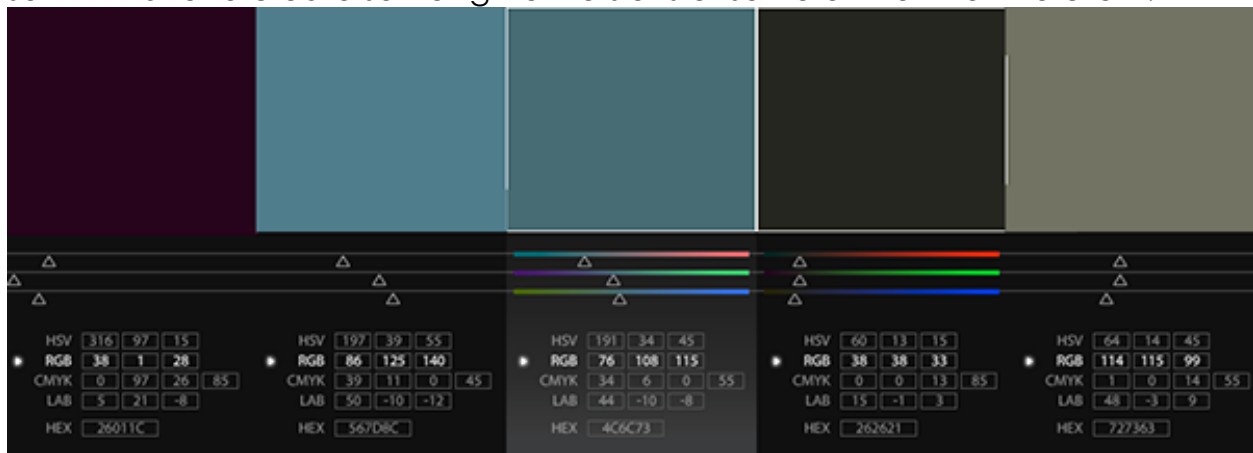 HSV 316 97 15
RGB 38 1 28
CMYK 0 97 26 85
LAB 5 21 -8
HEX 26011C
HSV 197 39 55
RGB 86 125 140
CMYK 39 11 0 45
LAB 50 -10 -12
HEX 567D8C
HSV 191 34 45
RGB 76 108 115
CMYK 34 6 0 55
LAB 44 -10 -8
HEX 4C6C73
HSV 60 13 15
RGB 38 38 33
CMYK 0 0 13 85
LAB 15 -1 3
HEX 262621
HSV 64 14 45
RGB 114 115 99
CMYK 1 0 14 55
LAB 48 -3 9
HEX 727363